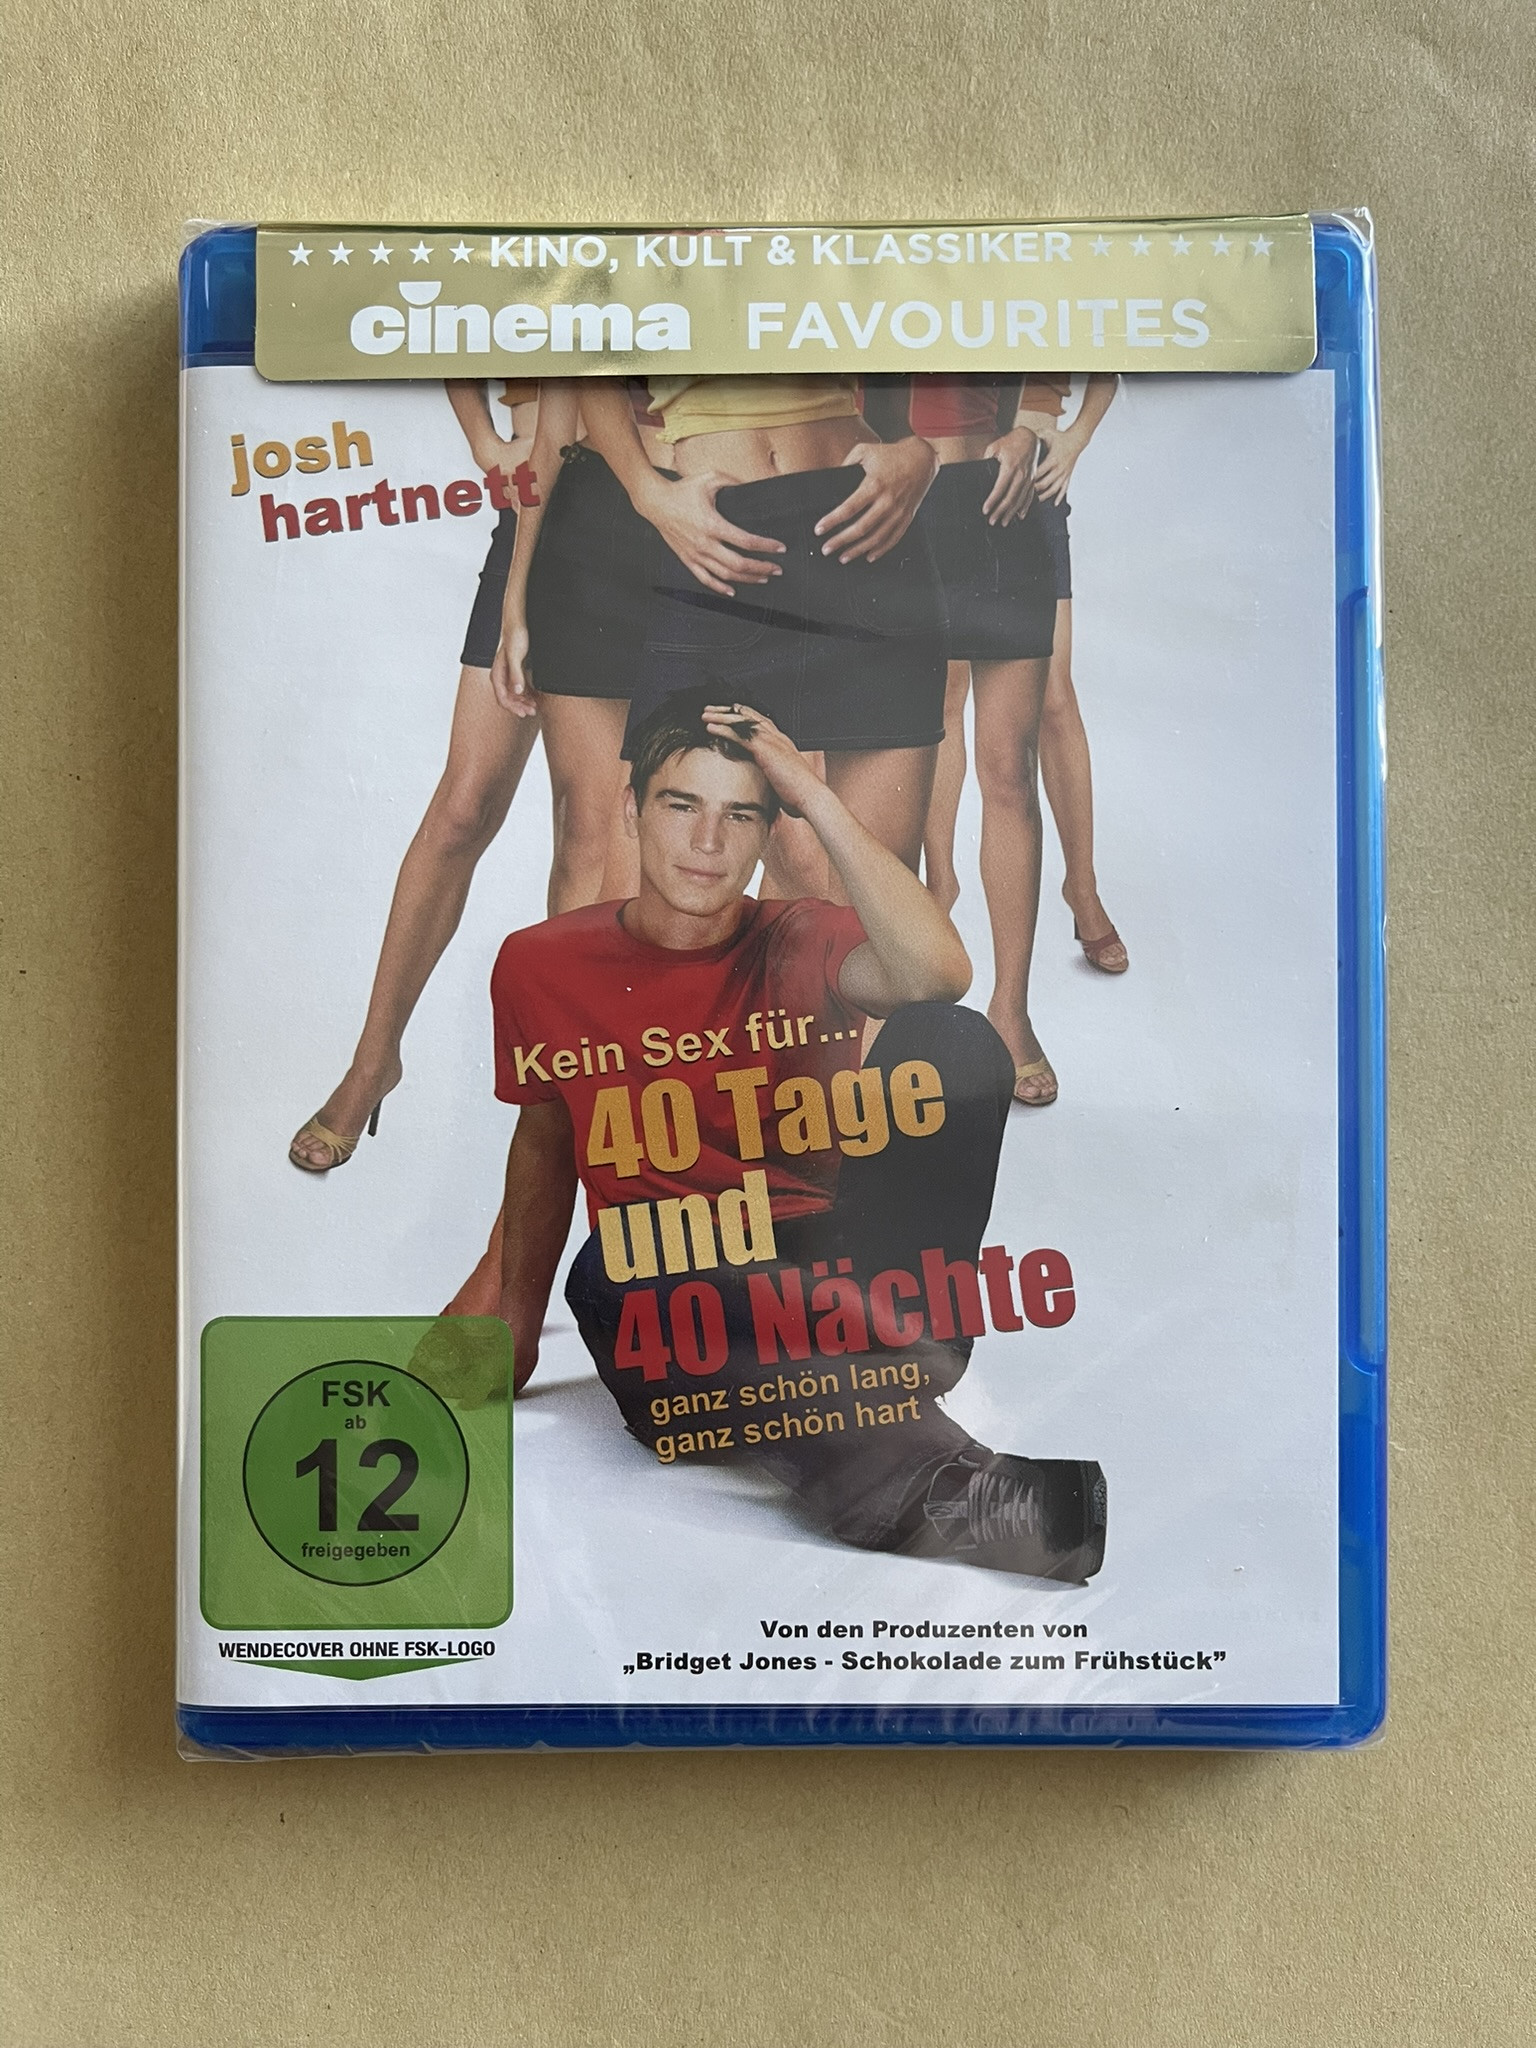 ★★★★★ KINO, KULT & KLASSIKER ★★★★★
cinema FAVOURITES
josh
hartnett
Kein Sex für...
40 Tage
und
40 Nächte
ganz schön lang,
ganz schön hart
FSK
ab
12
freigegeben
WENDECOVER OHNE FSK-LOGO
Von den Produzenten von
„Bridget Jones - Schokolade zum Frühstück”